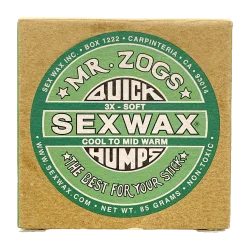 SEX WAX INC. • BOX 1222 • CARPINTERIA • CA 93014
MR. ZOGS
QUICK
3X - SOFT
SEXWAX
COOL TO MID WARM
HUMPS
THE BEST FOR YOUR STICK
WWW.SEXWAX.COM • NET WT. 85 GRAMS • NON-TOXIC